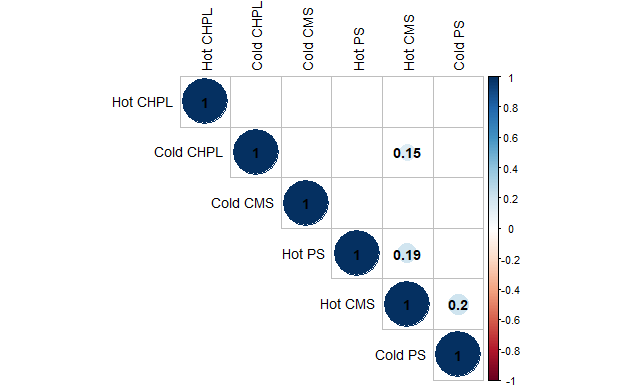 Hot CHPL
Cold CHPL
Cold CMS
Hot PS
Hot CMS
Cold PS
Hot CHPL 1
Cold CHPL 1 0.15
Cold CMS 1
Hot PS 1 0.19
Hot CMS 1 0.2
Cold PS 1
1
0.8
0.6
0.4
0.2
0
-0.2
-0.4
-0.6
-0.8
-1